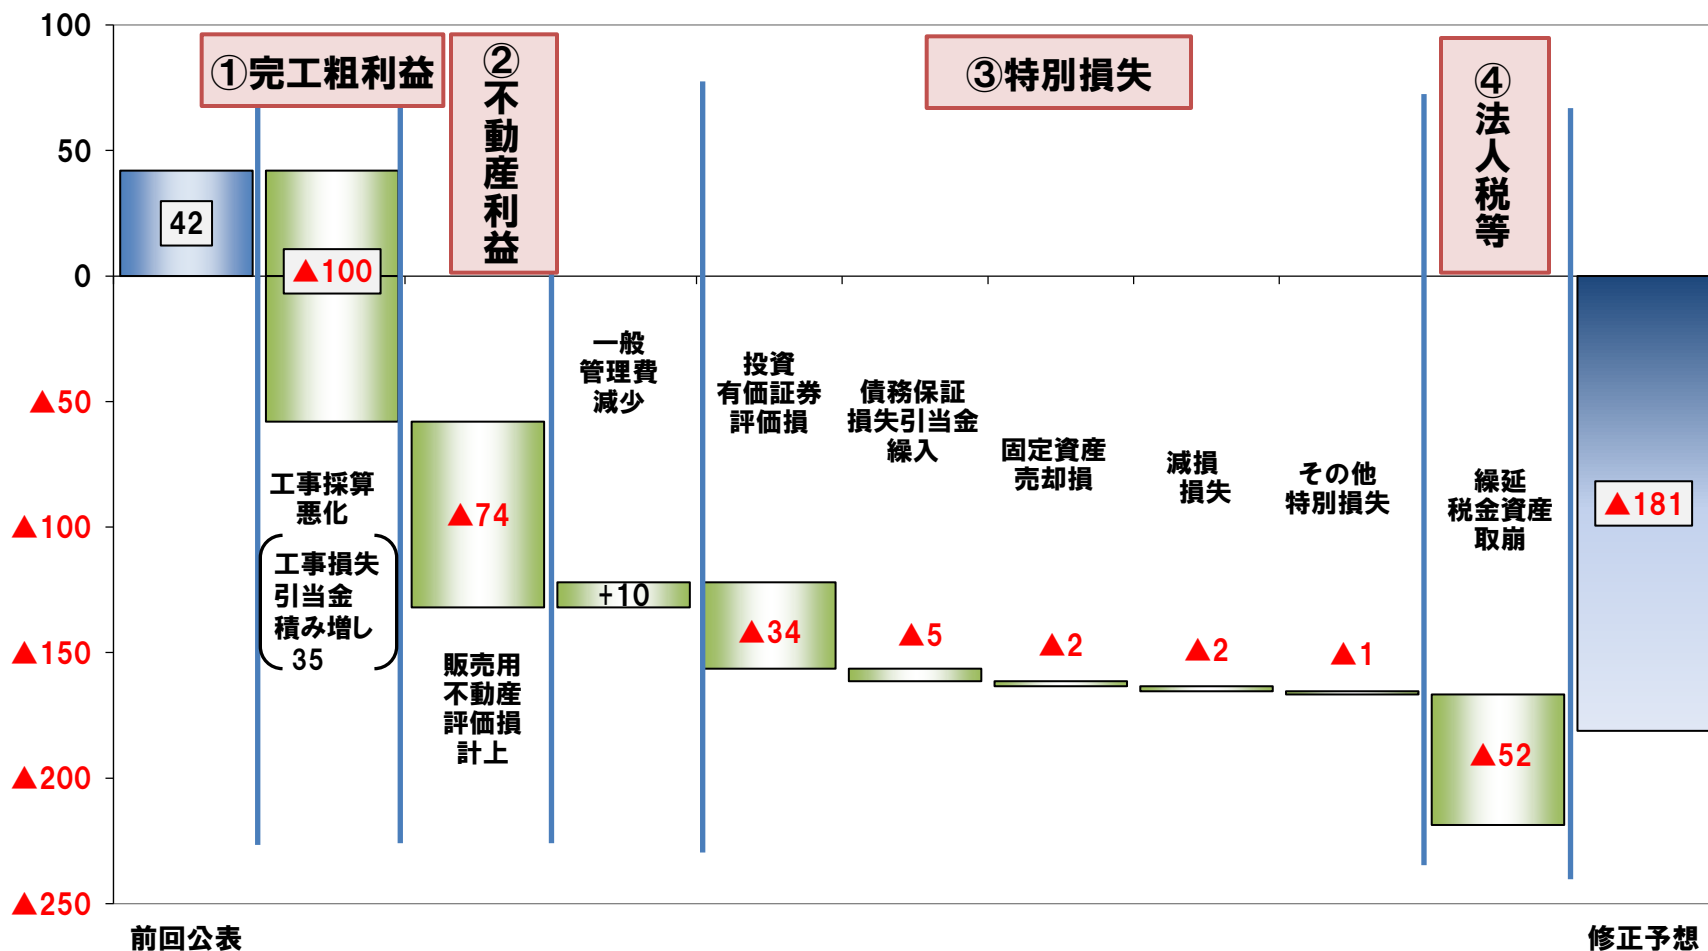 100
50
0
▲50
▲100
▲150
▲200
▲250
①完工粗利益
②不動産利益
③特別損失
④法人税等
42
▲100
工事採算
悪化
工事損失
引当金
積み増し
35
▲74
販売用
不動産
評価損
計上
一般
管理費
減少
+10
投資
有価証券
評価損
▲34
債務保証
損失引当金
繰入
▲5
固定資産
売却損
▲2
減損
損失
▲2
その他
特別損失
▲1
繰延
税金資産
取崩
▲52
▲181
前回公表
修正予想